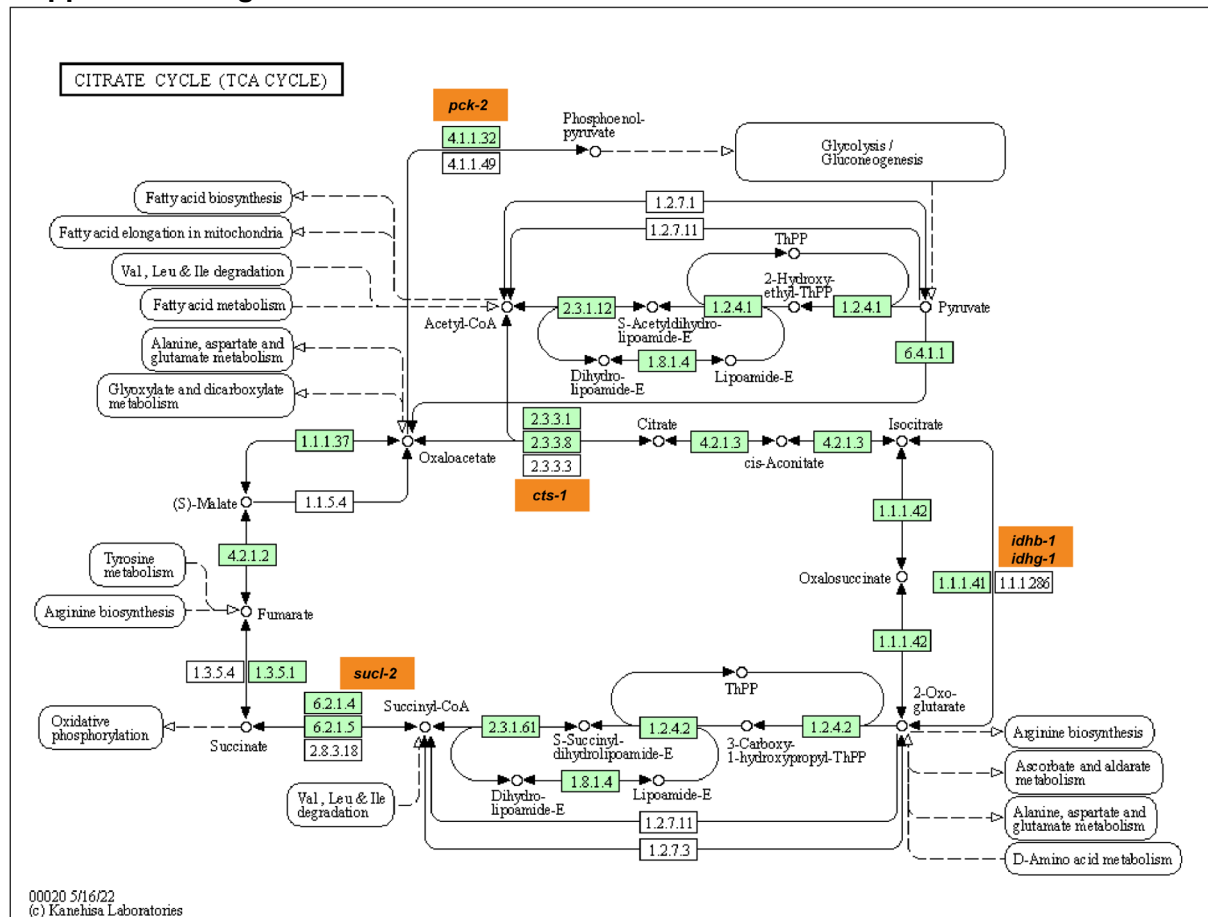 CITRATE CYCLE (TCA CYCLE)
pck-2
4.1.1.32
4.1.1.49
Phosphoenol-
pyruvate
Glycolysis /
Gluconeogenesis
Fatty acid biosynthesis
Fatty acid elongation in mitochondria
Val, Leu & Ile degradation
Fatty acid metabolism
Alanine, aspartate and
glutamate metabolism
Glyoxylate and dicarboxylate
metabolism
1.2.7.1
1.2.7.11
ThPP
2-Hydroxy-
ethyl-ThPP
Acetyl-CoA
2.3.1.12
S-Acetyldihydro-
lipoamide-E
1.2.4.1
1.2.4.1
Pyruvate
Dihydro-
lipoamide-E
1.8.1.4
Lipoamide-E
6.4.1.1
1.1.1.37
Oxaloacetate
2.3.3.1
2.3.3.8
2.3.3.3
cts-1
Citrate
4.2.1.3
cis-Aconitate
4.2.1.3
Isocitrate
(S)-Malate
1.1.5.4
1.1.1.42
4.2.1.2
Tyrosine
metabolism
Arginine biosynthesis
Fumarate
Oxalosuccinate
1.1.1.41
1.1.1.286
idhb-1
idhg-1
1.1.1.42
1.3.5.4
1.3.5.1
sucl-2
6.2.1.4
6.2.1.5
2.8.3.18
Oxidative
phosphorylation
Succinate
Succinyl-CoA
2.3.1.61
S-Succinyl-
dihydrolipoamide-E
ThPP
1.2.4.2
3-Carboxy-
1-hydroxypropyl-ThPP
1.2.4.2
2-Oxo-
glutarate
Val, Leu & Ile
degradation
Dihydro-
lipoamide-E
1.8.1.4
Lipoamide-E
1.2.7.11
1.2.7.3
Arginine biosynthesis
Ascorbate and aldarate
metabolism
Alanine, aspartate and
glutamate metabolism
D-Amino acid metabolism
00020 5/16/22
(c) Kanehisa Laboratories